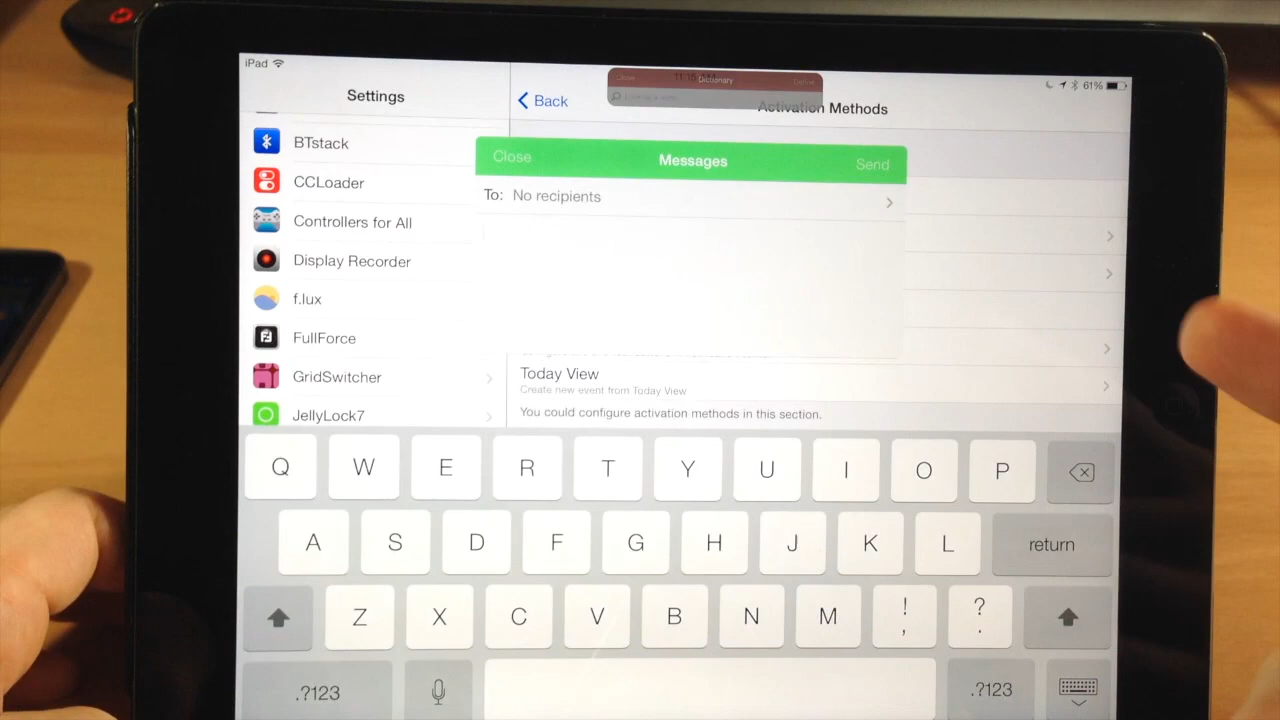 iPad
61%
Settings
Back
Close Dictionary Define
Activation Methods
BTstack
CCLoader
Controllers for All
Display Recorder
f.lux
FullForce
GridSwitcher
JellyLock7
Close Messages Send
To: No recipients
Today View
Create new event from Today View
You could configure activation methods in this section.
Q W E R T Y U I O P
A S D F G H J K L return
Z X C V B N M ! , ? .
.?123 .?123